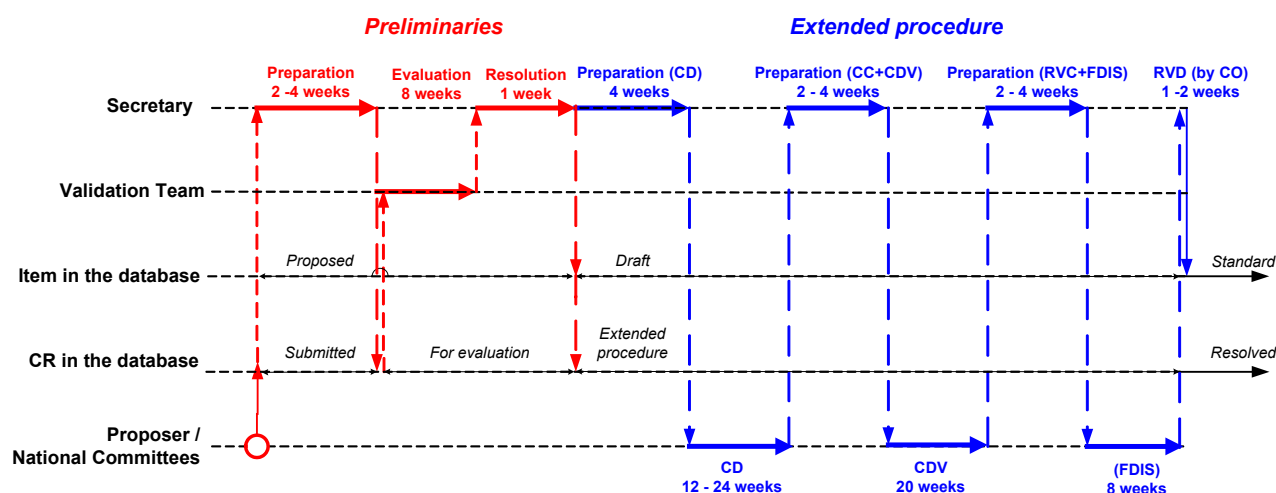 Preliminaries
Extended procedure
Preparation
2 -4 weeks
Evaluation
8 weeks
Resolution
1 week
Preparation (CD)
4 weeks
Preparation (CC+CDV)
2 - 4 weeks
Preparation (RVC+FDIS)
2 - 4 weeks
RVD (by CO)
1 -2 weeks
Secretary
Validation Team
Item in the database
Proposed
Draft
Standard
CR in the database
Submitted
For evaluation
Extended
procedure
Resolved
Proposer /
National Committees
CD
12 - 24 weeks
CDV
20 weeks
(FDIS)
8 weeks